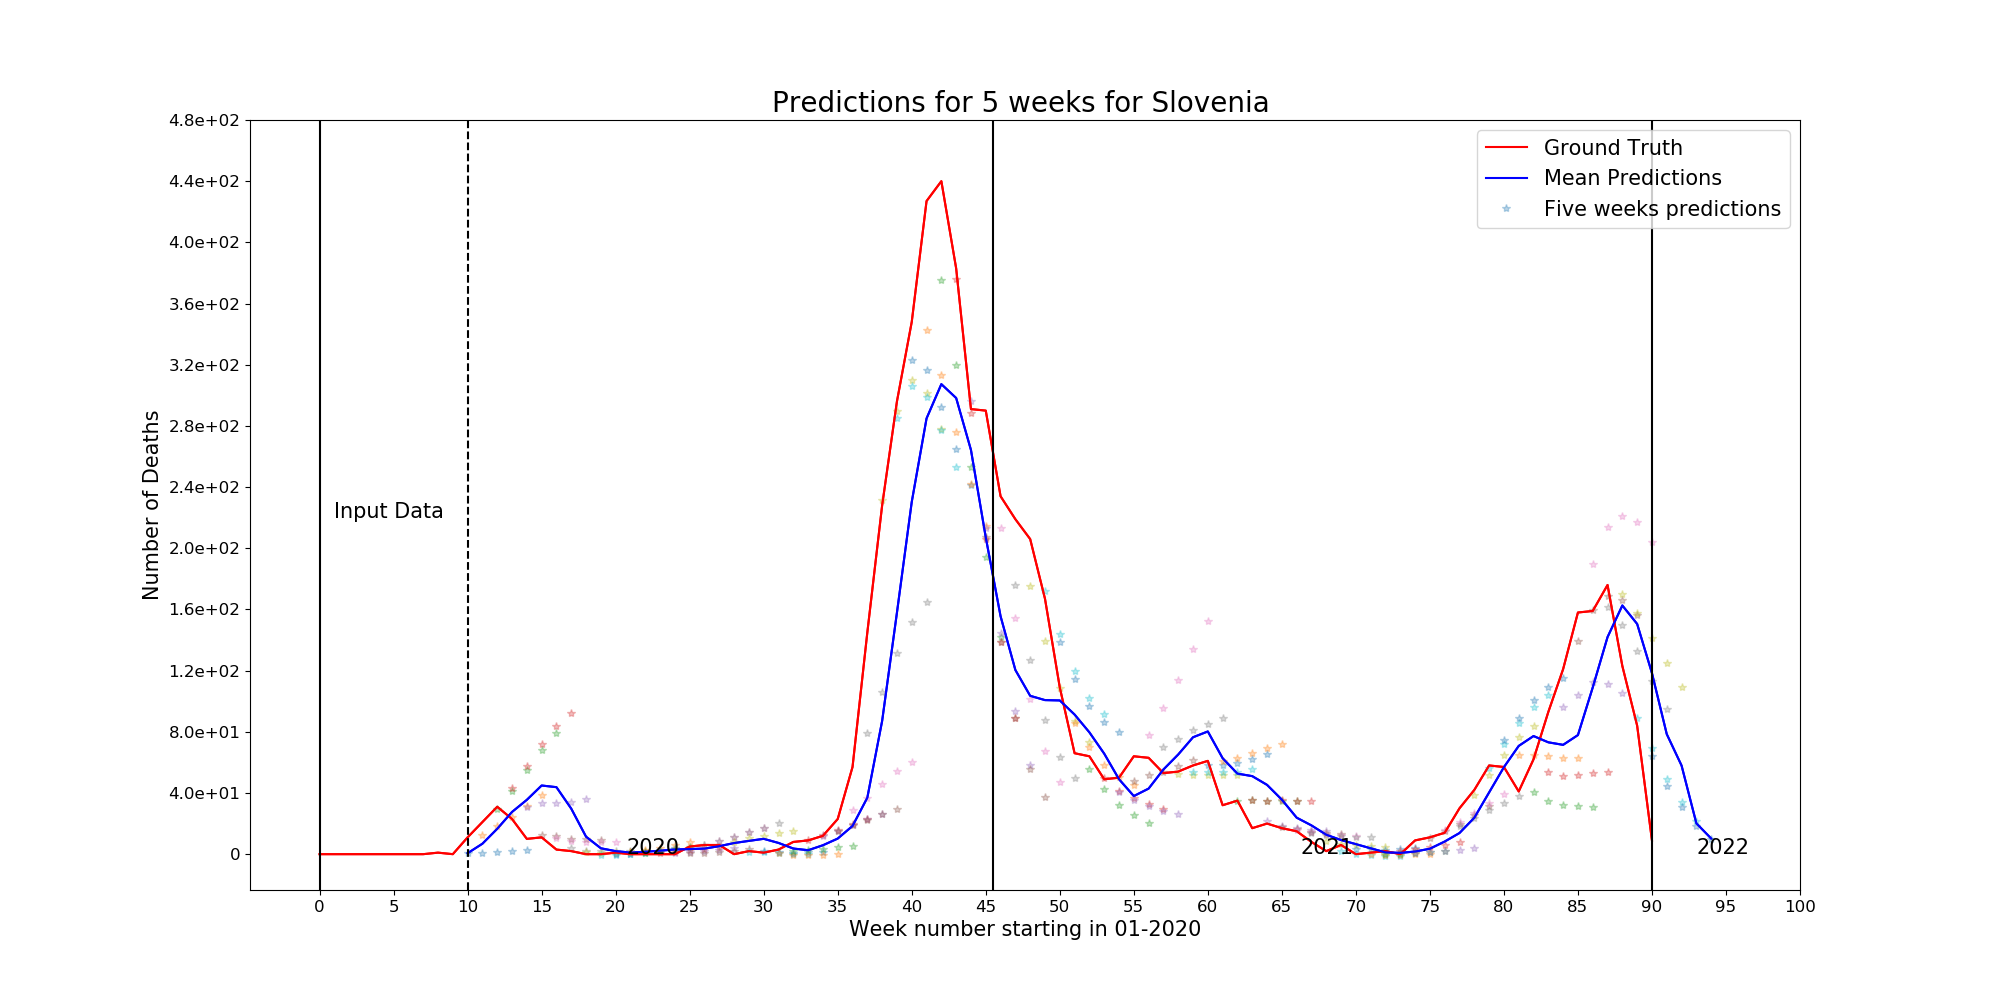 Predictions for 5 weeks for Slovenia
4.8e+02
4.4e+02
4.0e+02
3.6e+02
3.2e+02
2.8e+02
2.4e+02
2.0e+02
1.6e+02
1.2e+02
8.0e+01
4.0e+01
0
Number of Deaths
Ground Truth
Mean Predictions
Five weeks predictions
Input Data
2020
2021
2022
0 5 10 15 20 25 30 35 40 45 50 55 60 65 70 75 80 85 90 95 100
Week number starting in 01-2020